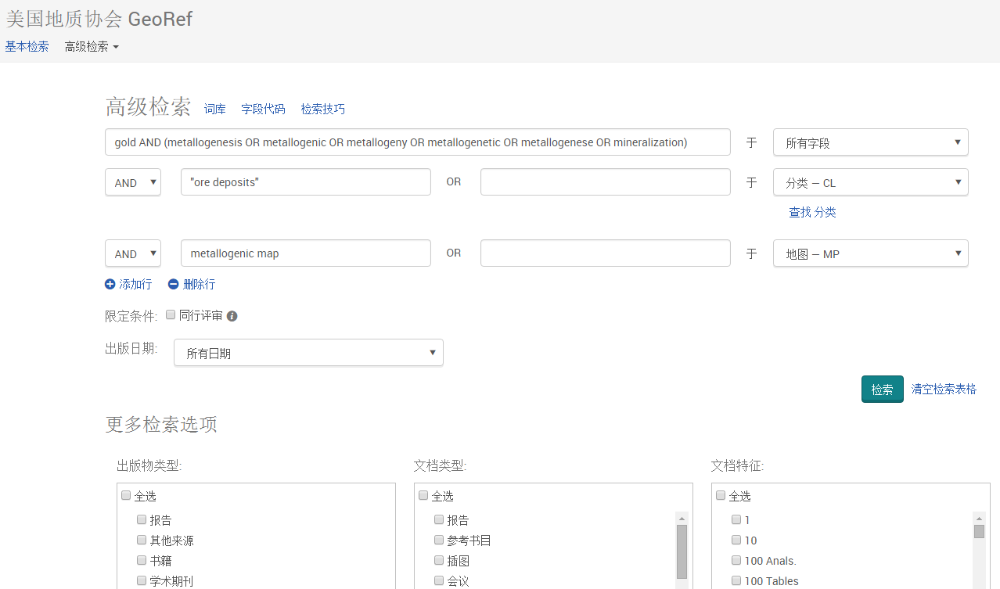 美国地质协会 GeoRef
基本检索 高级检索
高级检索 词库 字段代码 检索技巧
gold AND (metallogenesis OR metallogenic OR metallogeny OR metallogenetic OR metallogenese OR mineralization) 于 所有字段
AND "ore deposits" OR 于 分类 – CL
查找 分类
AND metallogenic map OR 于 地图 – MP
添加行 删除行
限定条件: 同行评审
出版日期: 所有日期
检索 清空检索表格
更多检索选项
出版物类型: 文档类型: 文档特征:
全选 全选 全选
报告 报告 1
其他来源 参考书目 10
书籍 插图 100 Anals.
学术期刊 会议 100 Tables